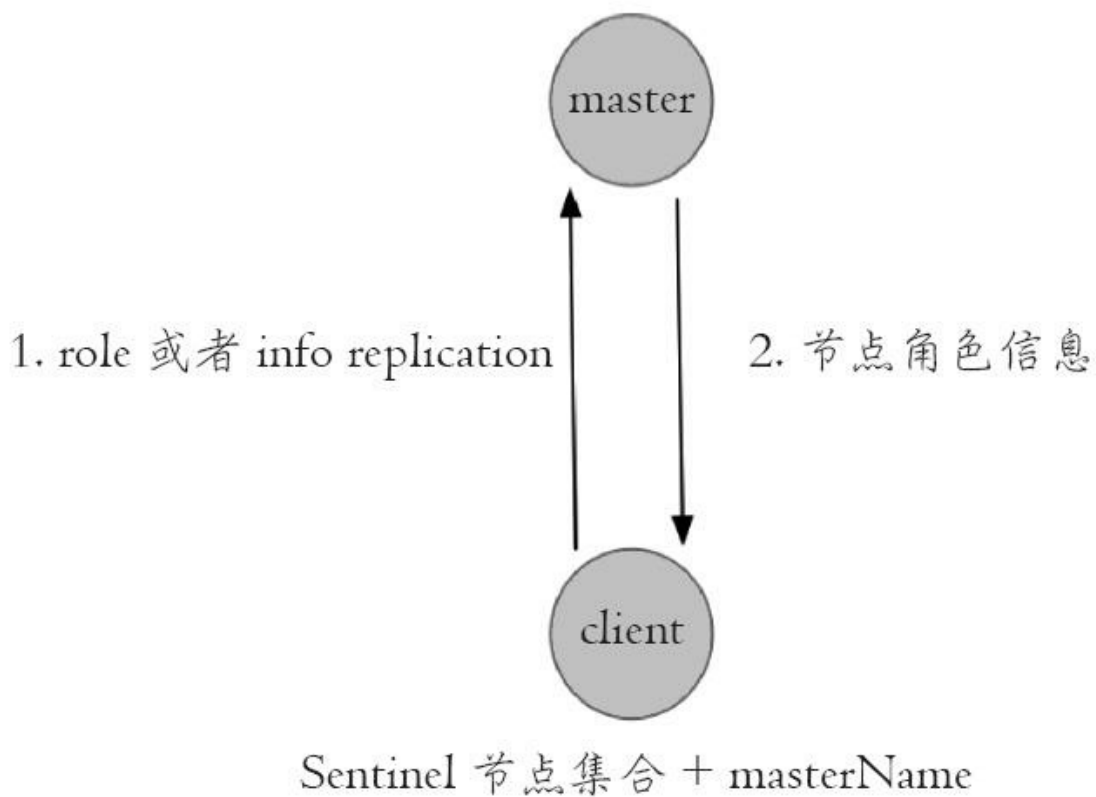 master
1. role 或者 info replication
2. 节点角色信息
client
Sentinel 节点集合 + masterName